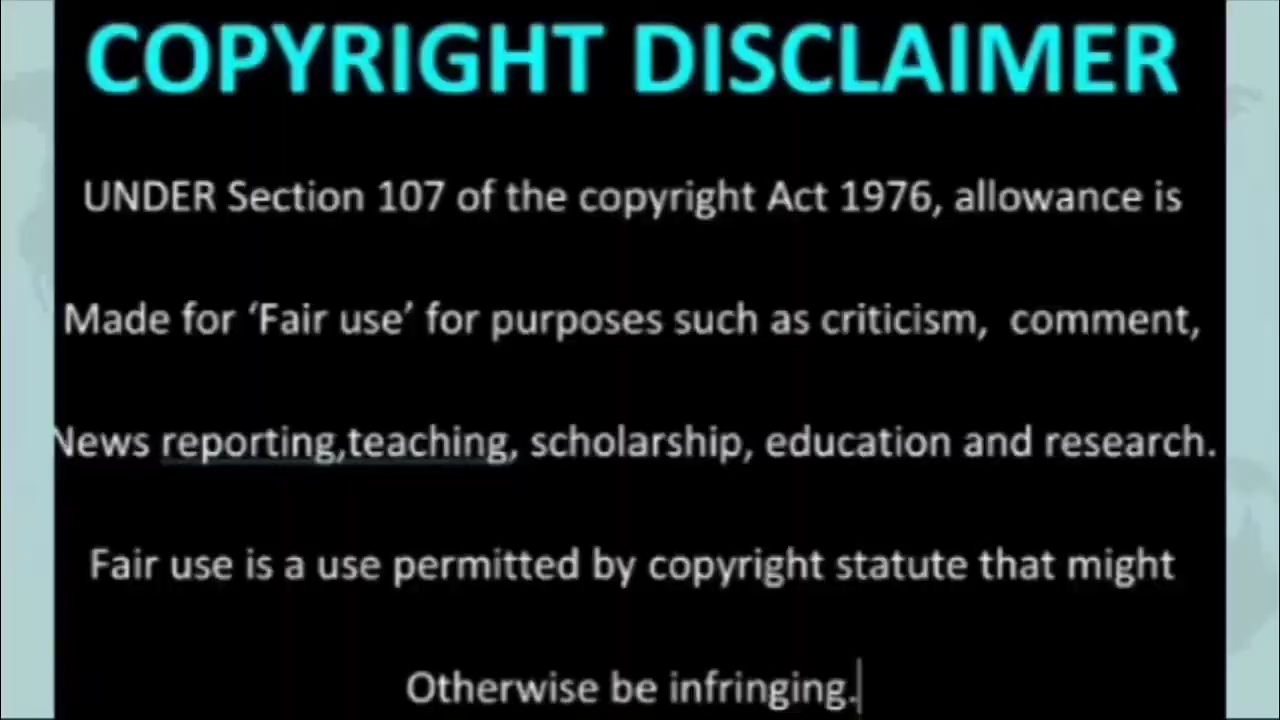 COPYRIGHT DISCLAIMER
UNDER Section 107 of the copyright Act 1976, allowance is
Made for ‘Fair use’ for purposes such as criticism,  comment,
News reporting,teaching, scholarship, education and research.
Fair use is a use permitted by copyright statute that might
Otherwise be infringing.